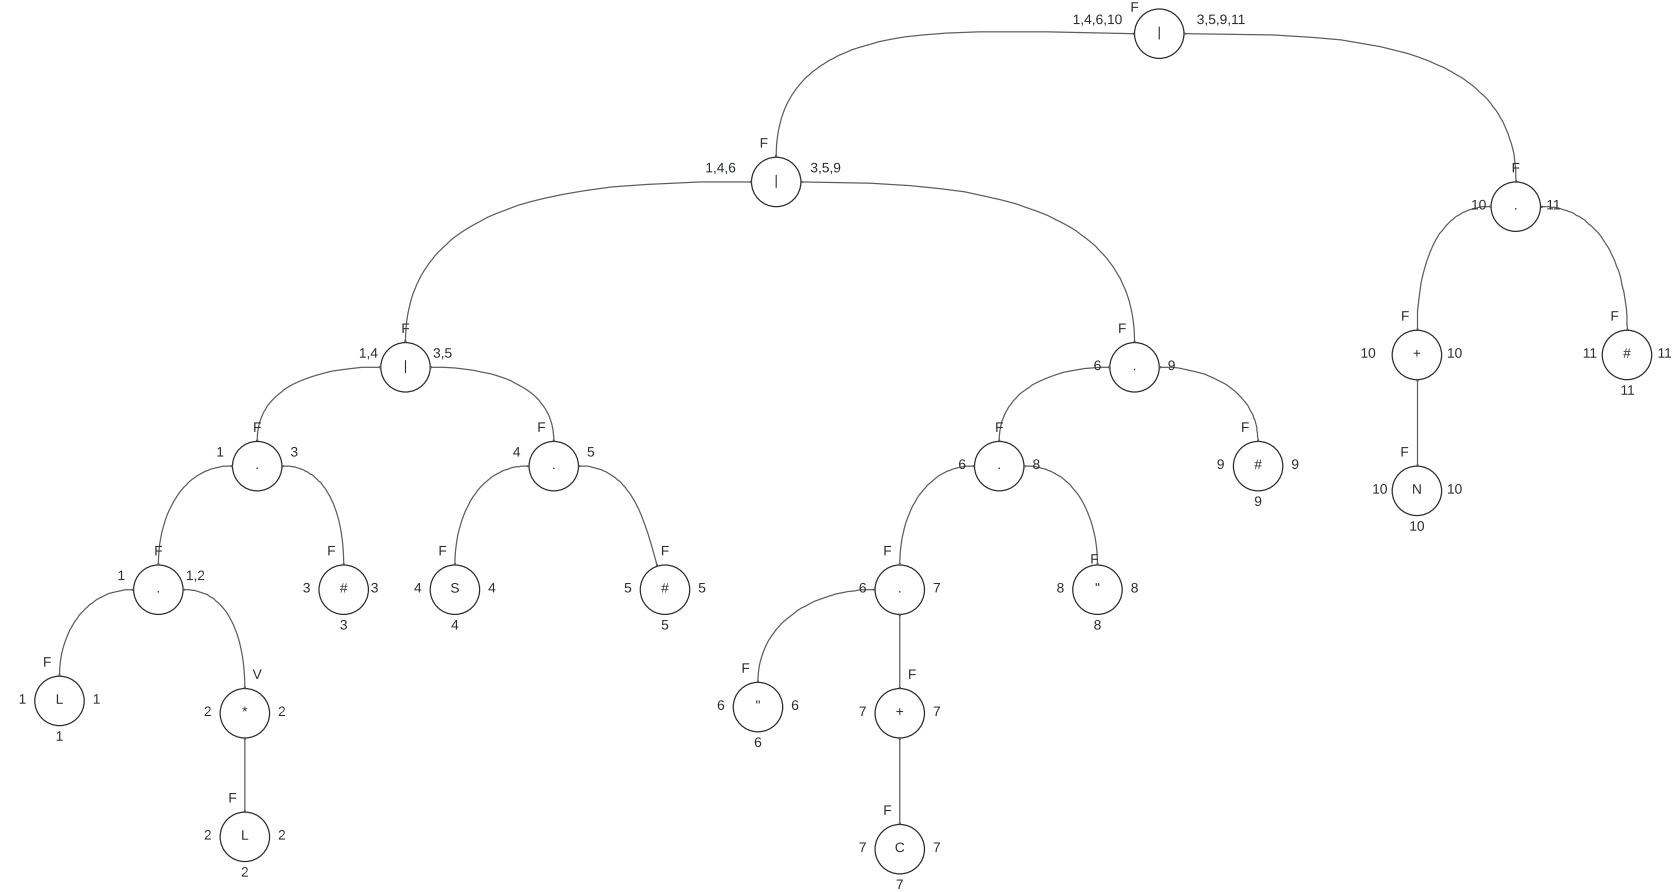 F
1,4,6,10 | 3,5,9,11
F
1,4,6 | 3,5,9
F
10 . 11
F
1,4 | 3,5
F
6 . 9
F
10 + 10
F
11 # 11
11
F
1 . 3
F
4 . 5
F
6 . 8
F
9 # 9
9
F
10 N 10
10
F
1 . 1,2
F
3 # 3
3
F
4 S 4
4
F
5 # 5
5
F
6 . 7
F
8 " 8
8
F
1 L 1
1
V
2 * 2
F
6 " 6
6
F
7 + 7
F
2 L 2
2
F
7 C 7
7